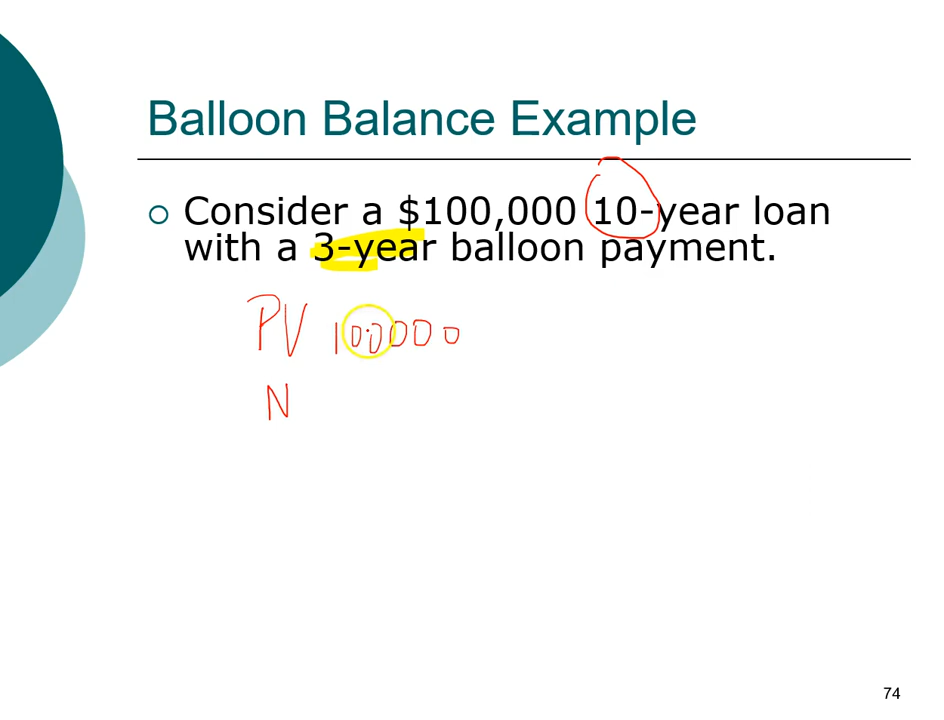 Balloon Balance Example
Consider a $100,000 10-year loan
with a 3-year balloon payment.
PV 100000
N
74